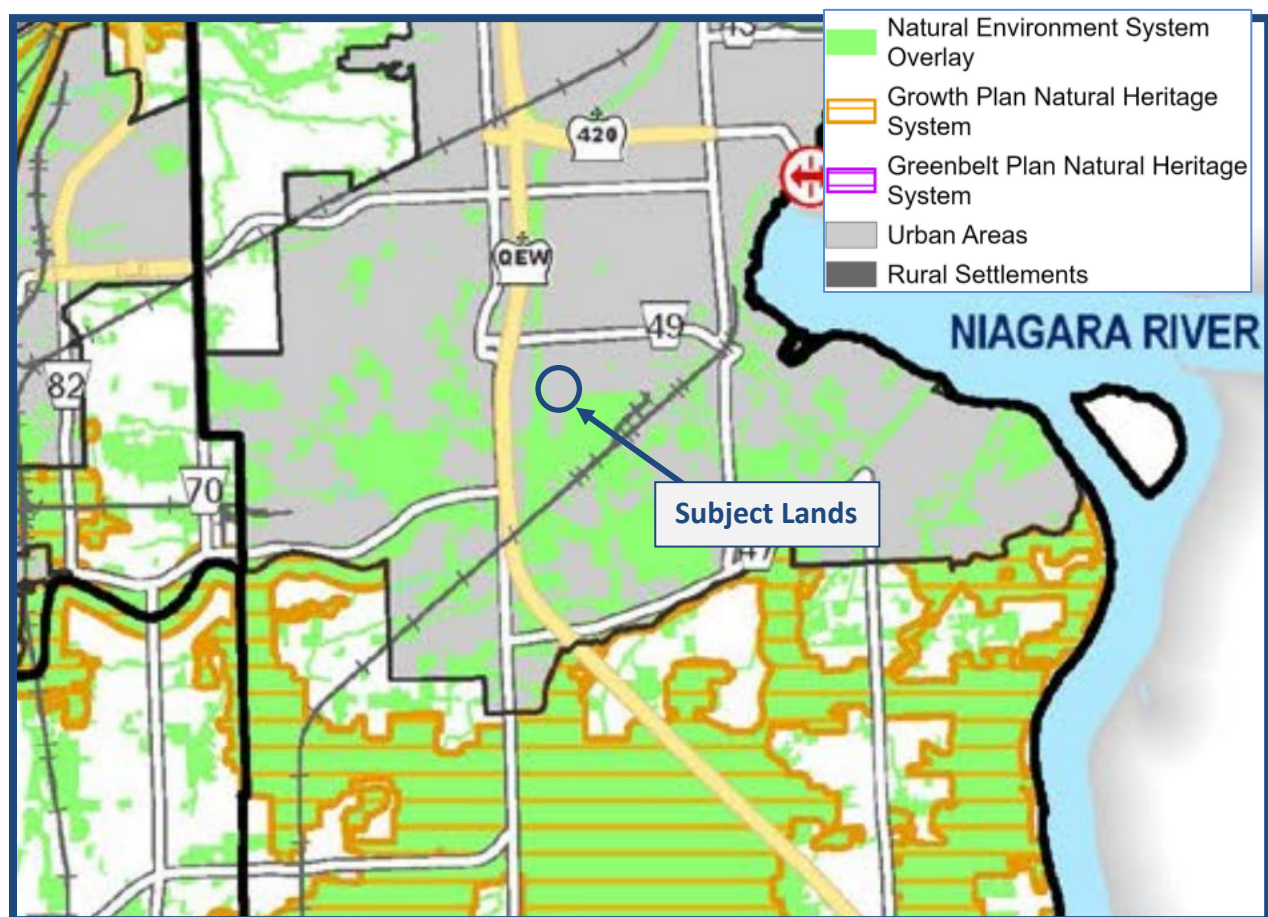 Natural Environment System
Overlay
Growth Plan Natural Heritage
System
Greenbelt Plan Natural Heritage
System
Urban Areas
Rural Settlements
420
QEW
NIAGARA RIVER
49
82
70
Subject Lands
47